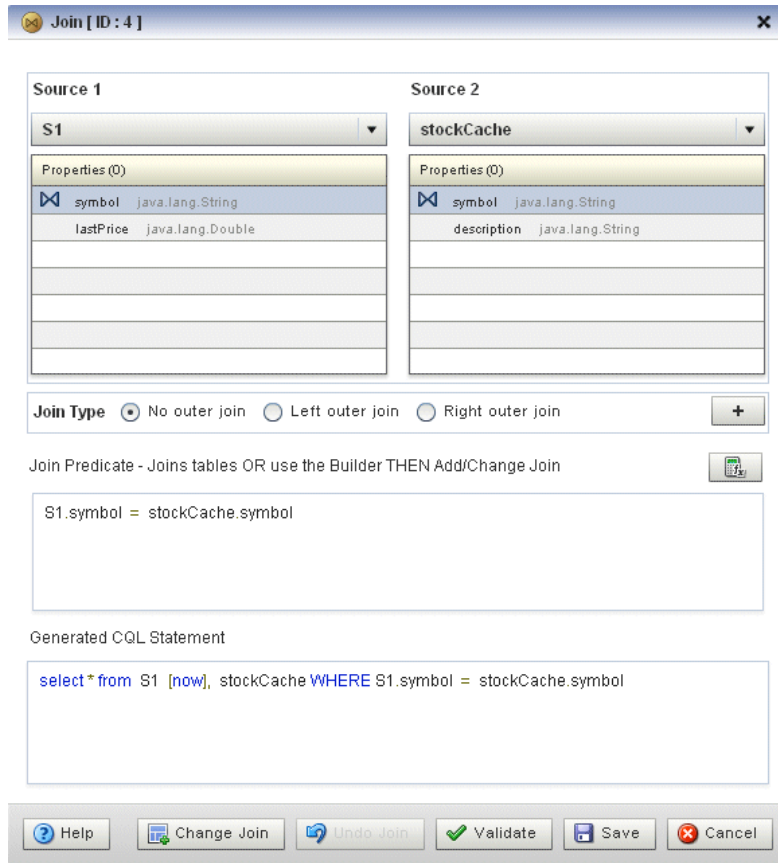 Join [ ID : 4 ]
Source 1
Source 2
S1
stockCache
Properties (0)
Properties (0)
symbol java.lang.String
symbol java.lang.String
lastPrice java.lang.Double
description java.lang.String
Join Type No outer join Left outer join Right outer join +
Join Predicate - Joins tables OR use the Builder THEN Add/Change Join
S1.symbol = stockCache.symbol
Generated CQL Statement
select * from S1 [now], stockCache WHERE S1.symbol = stockCache.symbol
Help Change Join Undo Join Validate Save Cancel